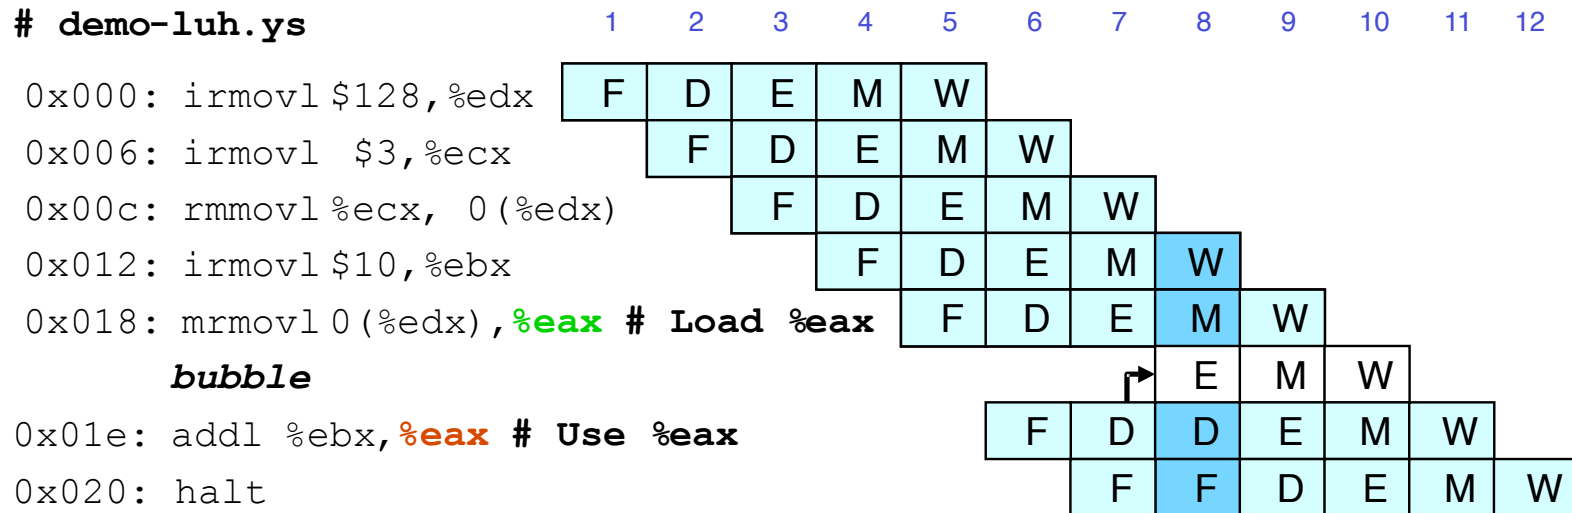 # demo-luh.ys 1 2 3 4 5 6 7 8 9 10 11 12
0x000: irmovl $128,%edx F D E M W
0x006: irmovl $3,%ecx F D E M W
0x00c: rmmovl %ecx, 0(%edx) F D E M W
0x012: irmovl $10,%ebx F D E M W
0x018: mrmovl 0(%edx),%eax # Load %eax F D E M W
bubble E M W
0x01e: addl %ebx,%eax # Use %eax F D D E M W
0x020: halt F F D E M W